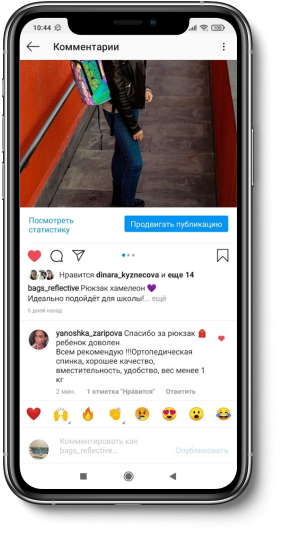 10:44
Комментарии
Посмотреть
статистику
Продвигать публикацию
Нравится dinara_kyznecova и еще 14
bags_reflective Рюкзак хамелеон 💜
Идеально подойдёт для школы!... ещё
6 дней назад
yanoshka_zaripova Спасибо за рюкзак 🎒
ребенок доволен
Всем рекомендую !!!Ортопедическая
спинка, хорошее качество,
вместительность, удобство, вес менее 1
кг
2 мин. 1 отметка "Нравится" Ответить
Комментировать как
bags_reflective...
Опубликовать